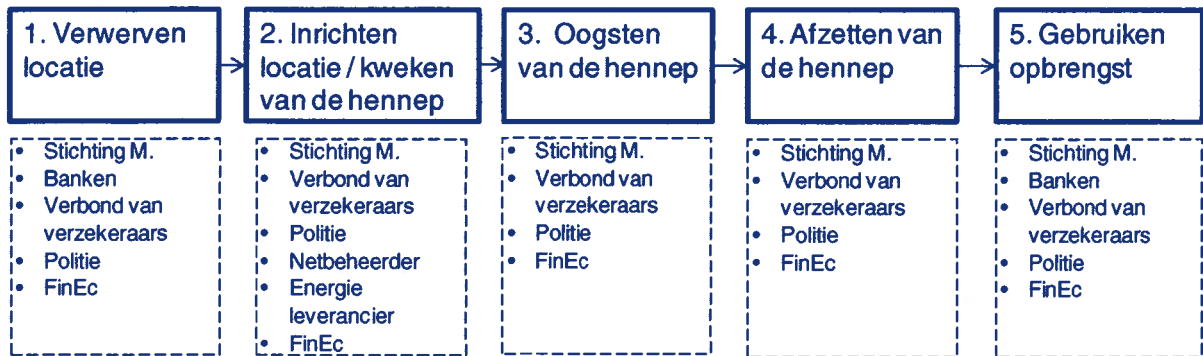 1. Verwerven
locatie
2. Inrichten
locatie / kweken
van de hennep
3. Oogsten
van de hennep
4. Afzetten van
de hennep
5. Gebruiken
opbrengst
• Stichting M.
• Banken
• Verbond van
verzekeraars
• Politie
• FinEc
• Stichting M.
• Verbond van
verzekeraars
• Politie
• Netbeheerder
• Energie
leverancier
• FinEc
• Stichting M.
• Verbond van
verzekeraars
• Politie
• FinEc
• Stichting M.
• Verbond van
verzekeraars
• Politie
• FinEc
• Stichting M.
• Banken
• Verbond van
verzekeraars
• Politie
• FinEc